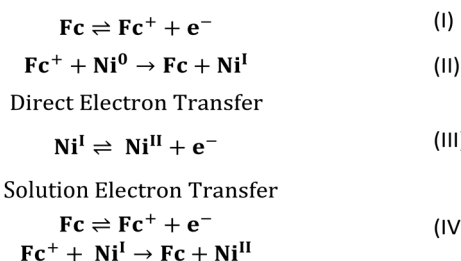 Fc ⇌ Fc⁺ + e⁻ (I)
Fc⁺ + Ni⁰ → Fc + Niᴵ (II)
Direct Electron Transfer
Niᴵ ⇌ Niᴵᴵ + e⁻ (III)
Solution Electron Transfer
Fc ⇌ Fc⁺ + e⁻ (IV
Fc⁺ + Niᴵ → Fc + Niᴵᴵ